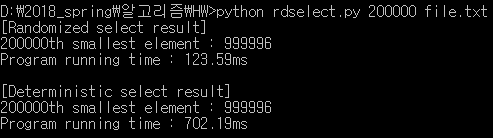 D:₩2018_spring₩알고리즘₩HW>python rdselect.py 200000 file.txt
[Randomized select result]
200000th smallest element : 999996
Program running time : 123.59ms
[Deterministic select result]
200000th smallest element : 999996
Program running time : 702.19ms